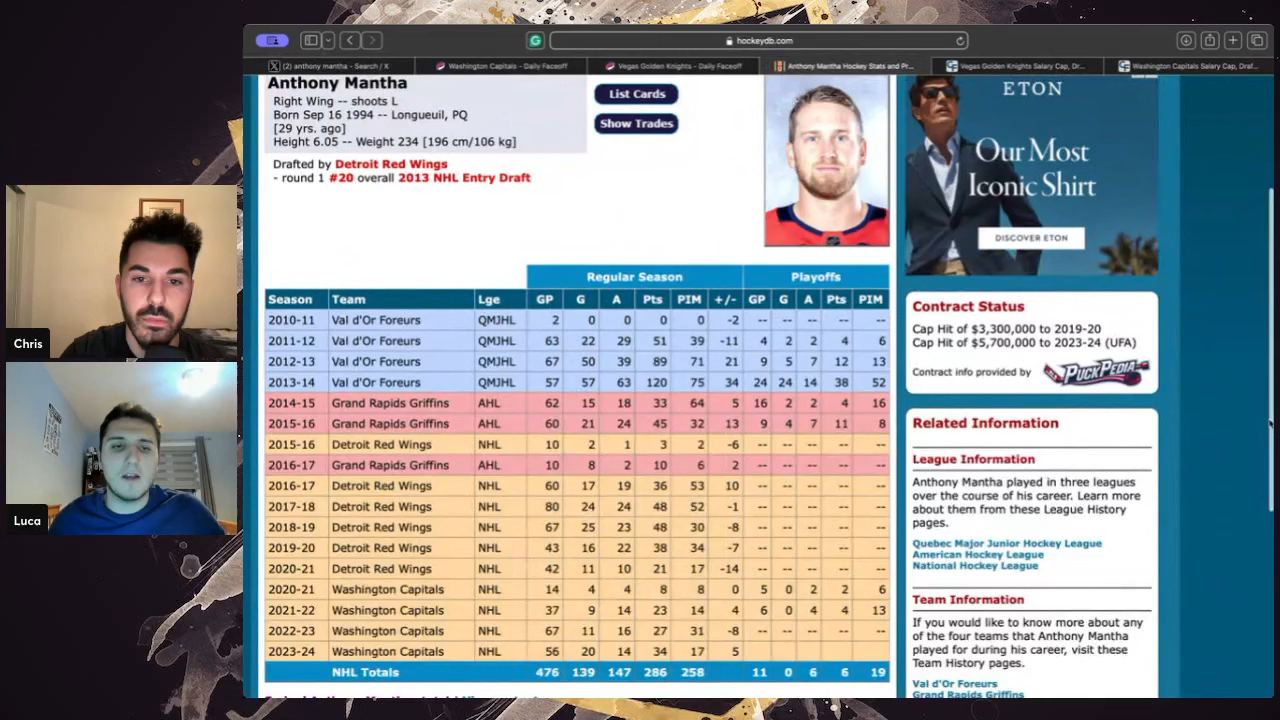 hockeydb.com
(2) anthony mantha - Search / X
Washington Capitals - Daily Faceoff
Vegas Golden Knights - Daily Faceoff
Anthony Mantha Hockey Stats and Pr...
Vegas Golden Knights Salary Cap, Dr...
Washington Capitals Salary Cap, Draf...
Anthony Mantha
Right Wing -- shoots L
Born Sep 16 1994 -- Longueuil, PQ
[29 yrs. ago]
Height 6.05 -- Weight 234 [196 cm/106 kg]
Drafted by Detroit Red Wings
- round 1 #20 overall 2013 NHL Entry Draft
List Cards
Show Trades
ETON
Our Most
Iconic Shirt
DISCOVER ETON
Regular Season Playoffs
Season Team Lge GP G A Pts PIM +/- GP G A Pts PIM
2010-11 Val d'Or Foreurs QMJHL 2 0 0 0 0 -2 -- -- -- -- --
2011-12 Val d'Or Foreurs QMJHL 63 22 29 51 39 -11 4 2 2 4 6
2012-13 Val d'Or Foreurs QMJHL 67 50 39 89 71 21 9 5 7 12 13
2013-14 Val d'Or Foreurs QMJHL 57 57 63 120 75 34 24 24 14 38 52
2014-15 Grand Rapids Griffins AHL 62 15 18 33 64 5 16 2 2 4 16
2015-16 Grand Rapids Griffins AHL 60 21 24 45 32 13 9 4 7 11 8
2015-16 Detroit Red Wings NHL 10 2 1 3 2 -6 -- -- -- -- --
2016-17 Grand Rapids Griffins AHL 10 8 2 10 6 2 -- -- -- -- --
2016-17 Detroit Red Wings NHL 60 17 19 36 53 10 -- -- -- -- --
2017-18 Detroit Red Wings NHL 80 24 24 48 52 -1 -- -- -- -- --
2018-19 Detroit Red Wings NHL 67 25 23 48 30 -8 -- -- -- -- --
2019-20 Detroit Red Wings NHL 43 16 22 38 34 -7 -- -- -- -- --
2020-21 Detroit Red Wings NHL 42 11 10 21 17 -14 -- -- -- -- --
2020-21 Washington Capitals NHL 14 4 4 8 8 0 5 0 2 2 6
2021-22 Washington Capitals NHL 37 9 14 23 14 4 6 0 4 4 13
2022-23 Washington Capitals NHL 67 11 16 27 31 -8 -- -- -- -- --
2023-24 Washington Capitals NHL 56 20 14 34 17 5
NHL Totals 476 139 147 286 258 11 0 6 6 19
Contract Status
Cap Hit of $3,300,000 to 2019-20
Cap Hit of $5,700,000 to 2023-24 (UFA)
Contract info provided by PUCKPEDIA
Related Information
League Information
Anthony Mantha played in three leagues
over the course of his career. Learn more
about them from these League History
pages.
Quebec Major Junior Hockey League
American Hockey League
National Hockey League
Team Information
If you would like to know more about any
of the four teams that Anthony Mantha
played for during his career, visit these
Team History pages.
Val d'Or Foreurs
Grand Rapids Griffins
Chris
Luca